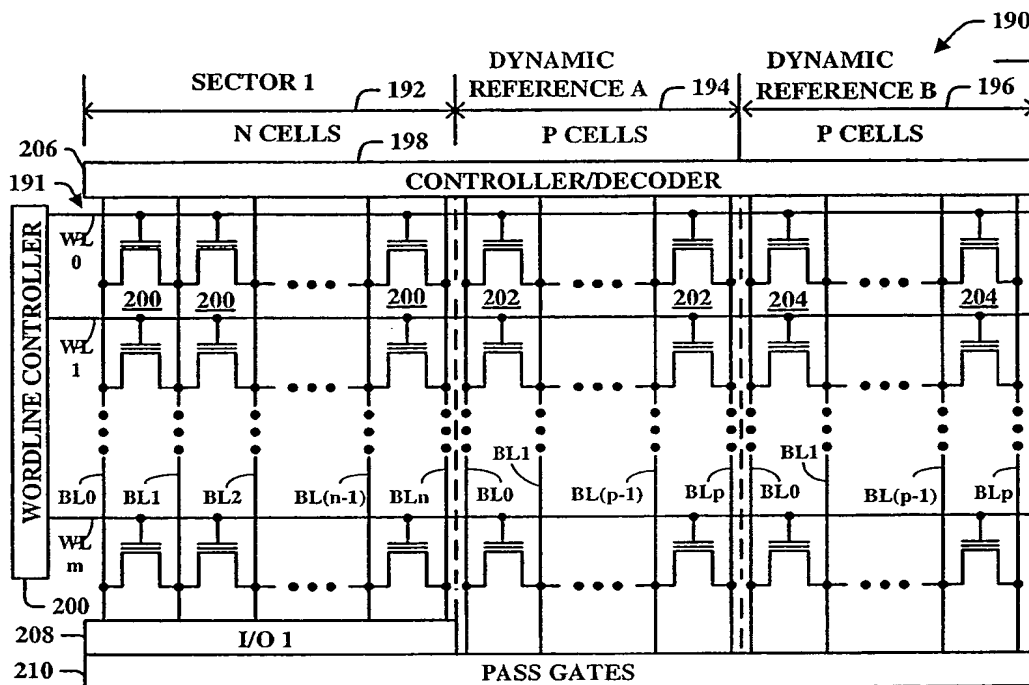 190
DYNAMIC DYNAMIC
SECTOR 1 192 REFERENCE A 194 REFERENCE B 196
N CELLS P CELLS P CELLS
206 198
CONTROLLER/DECODER
191
WORDLINE CONTROLLER
WL
0
200 200 200 202 202 204 204
WL
1
BL0 BL1 BL2 BL(n-1) BLn BL0 BL1 BL(p-1) BLp BL0 BL1 BL(p-1) BLp
WL
m
200
208 I/O 1
210 PASS GATES